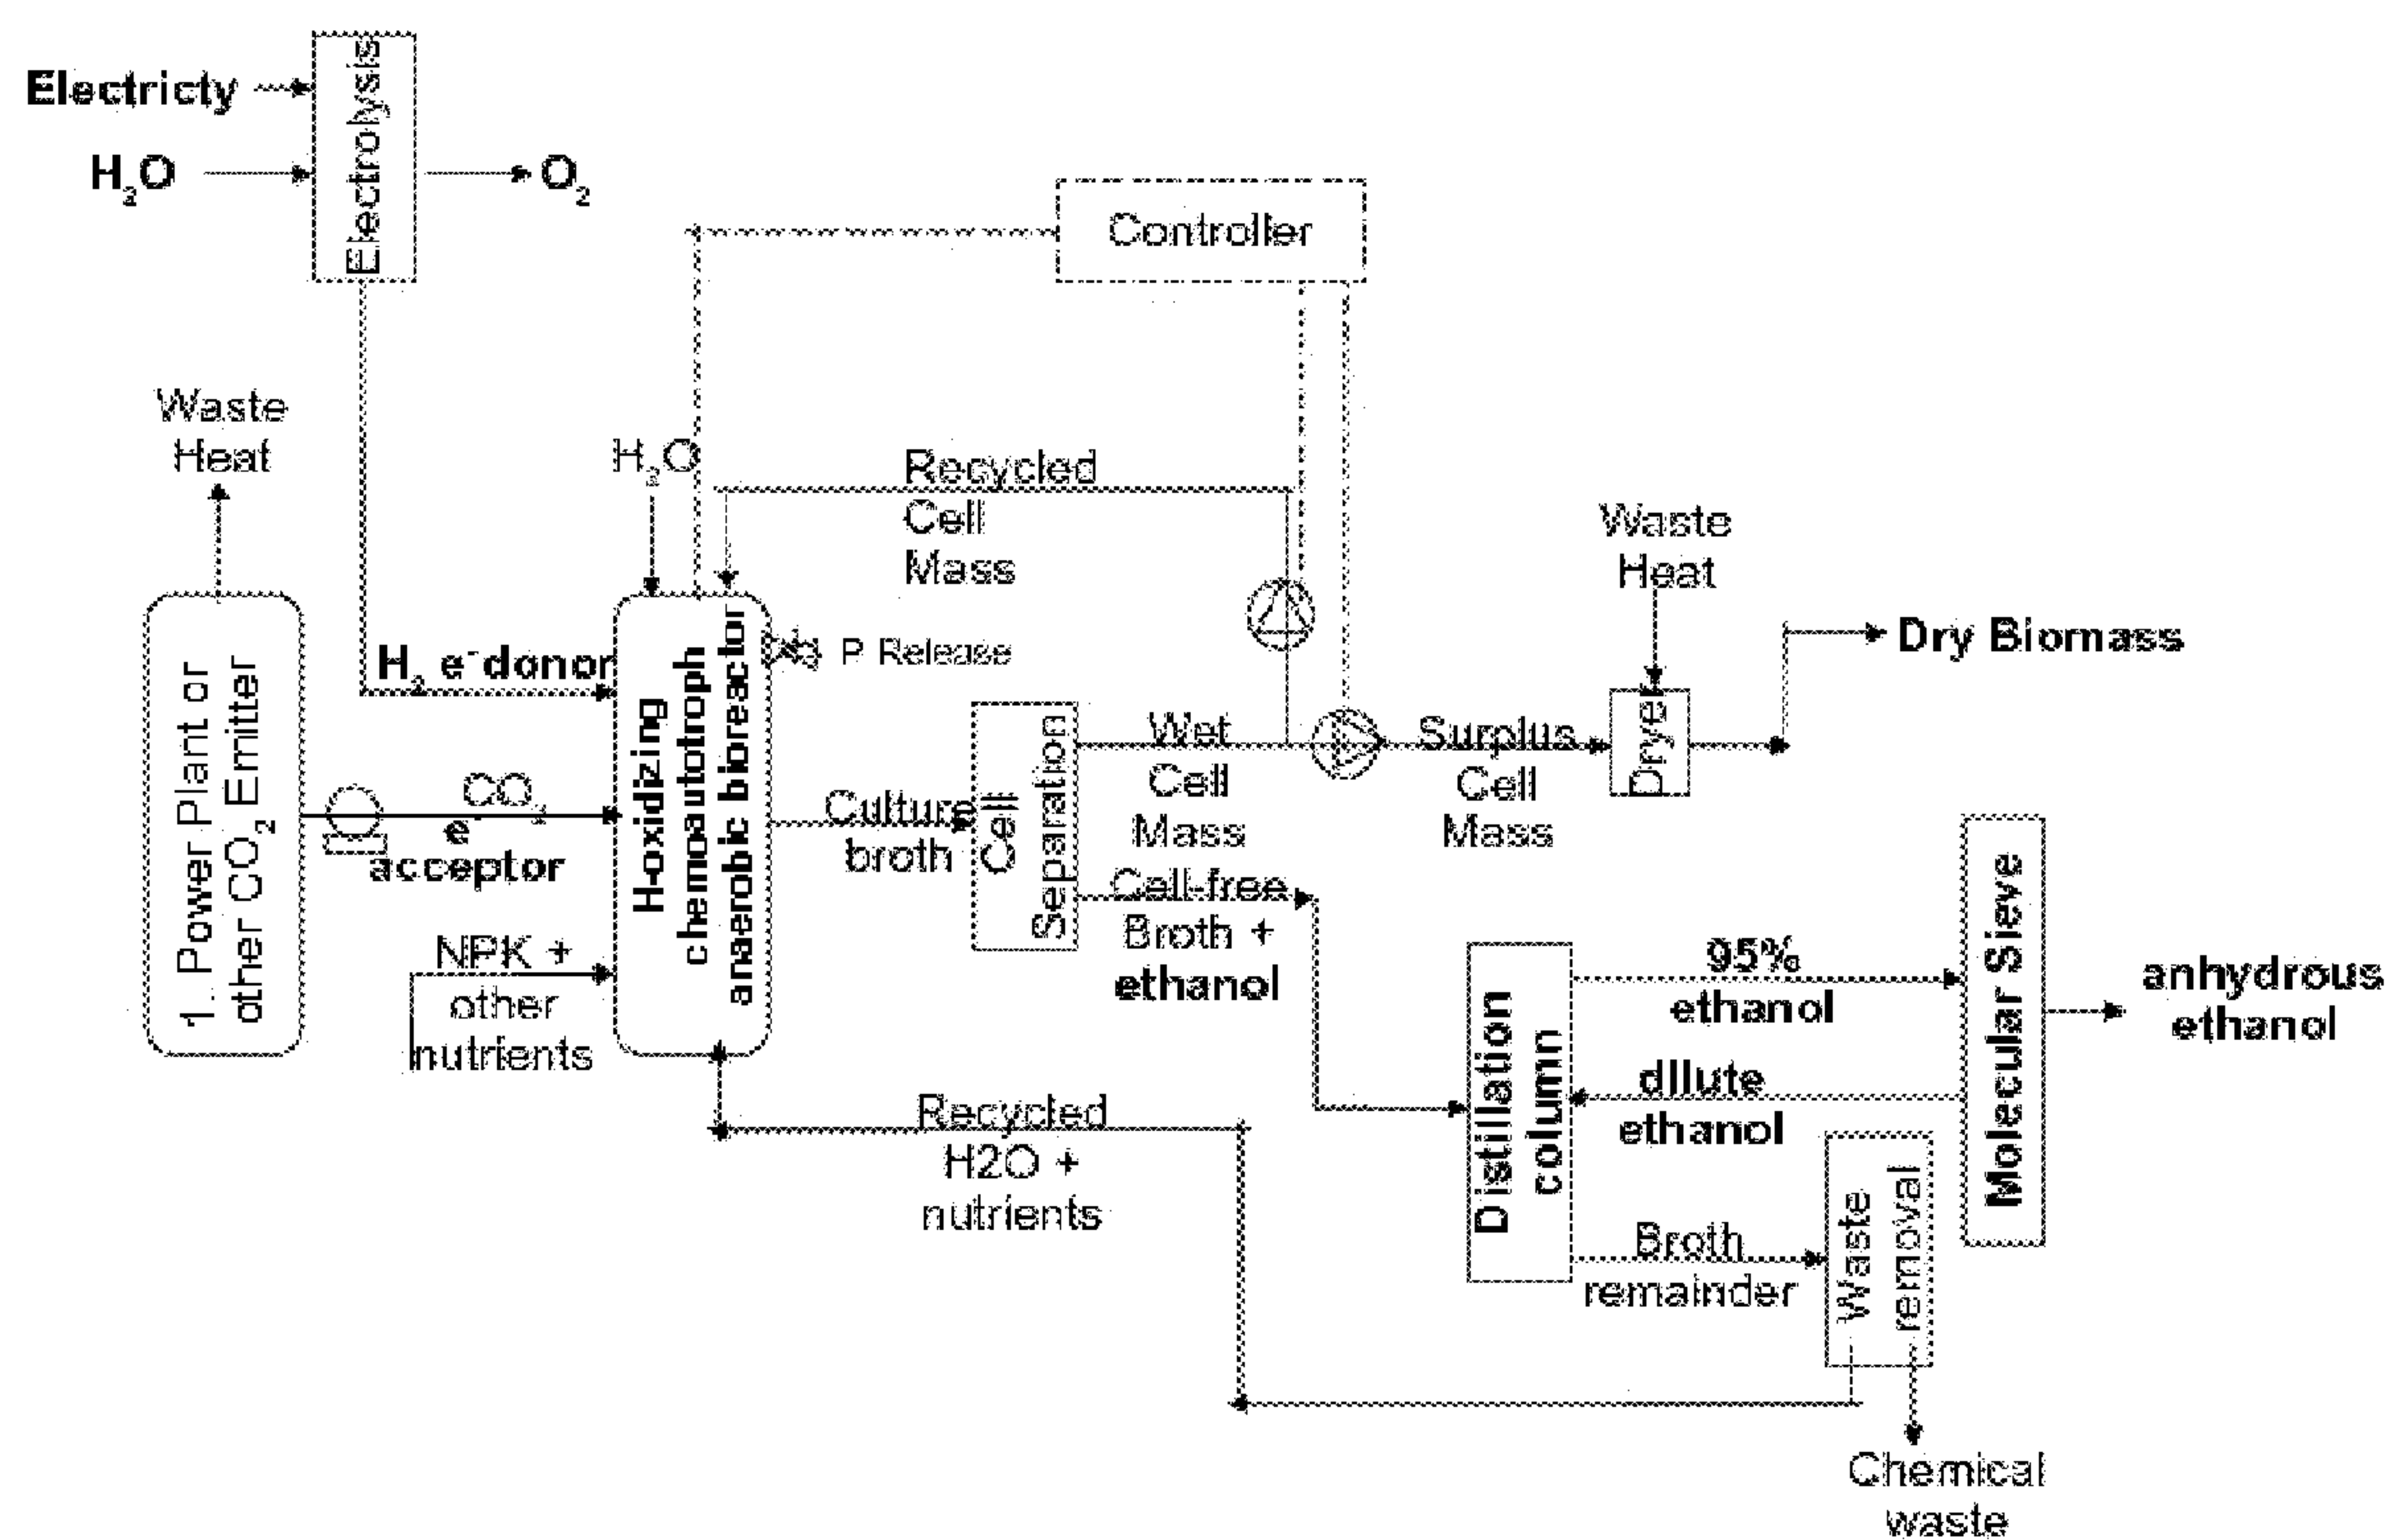 Electricty
H₂O
Electrolysis
O₂
Controller
Waste
Heat
H₂O
Recycled
Cell
Mass
Waste
Heat
1. Power Plant or
other CO₂ Emitter
H₂ e⁻donor
CO₂
e⁻
acceptor
NPK +
other
nutrients
H-oxidizing
chemoautotroph
anaerobic bioreactor
P Release
Culture
broth
Cell
Separation
Wet
Cell
Mass
Surplus
Cell
Mass
Dryer
Dry Biomass
Cell-free
Broth +
ethanol
Distillation
column
95%
ethanol
dilute
ethanol
Molecular Sieve
anhydrous
ethanol
Broth
remainder
Waste
removal
Recycled
H2O +
nutrients
Chemical
waste